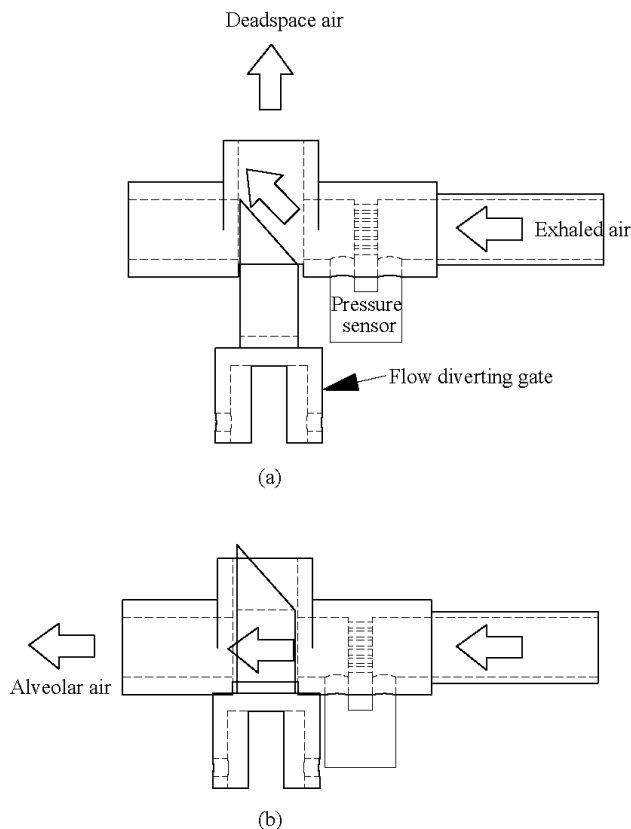 Deadspace air
Exhaled air
Pressure
sensor
Flow diverting gate
(a)
Alveolar air
(b)